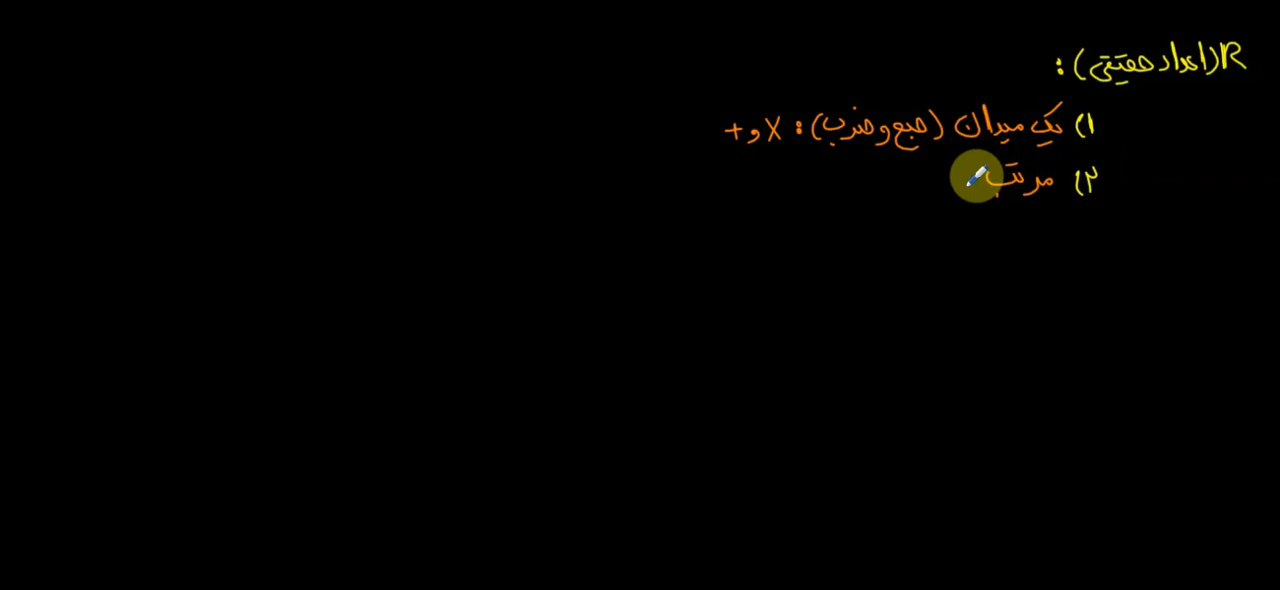 R (اعداد حقیقی) :
۱) یک میدان (جمع و ضرب) : × و +
۲) مرتب